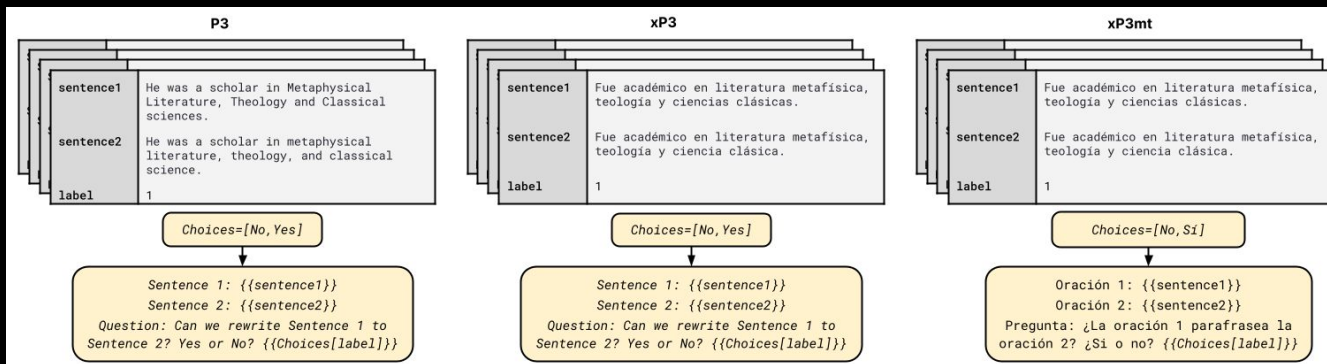 P3
sentence1
He was a scholar in Metaphysical
Literature, Theology and Classical
sciences.
sentence2
He was a scholar in metaphysical
literature, theology, and classical
science.
label
1
Choices=[No,Yes]
Sentence 1: {{sentence1}}
Sentence 2: {{sentence2}}
Question: Can we rewrite Sentence 1 to
Sentence 2? Yes or No? {{Choices[label]}}
xP3
sentence1
Fue académico en literatura metafísica,
teología y ciencias clásicas.
sentence2
Fue académico en literatura metafísica,
teología y ciencia clásica.
label
1
Choices=[No,Yes]
Sentence 1: {{sentence1}}
Sentence 2: {{sentence2}}
Question: Can we rewrite Sentence 1 to
Sentence 2? Yes or No? {{Choices[label]}}
xP3mt
sentence1
Fue académico en literatura metafísica,
teología y ciencias clásicas.
sentence2
Fue académico en literatura metafísica,
teología y ciencia clásica.
label
1
Choices=[No,Sí]
Oración 1: {{sentence1}}
Oración 2: {{sentence2}}
Pregunta: ¿La oración 1 parafrasea la
oración 2? ¿Si o no? {{Choices[label]}}